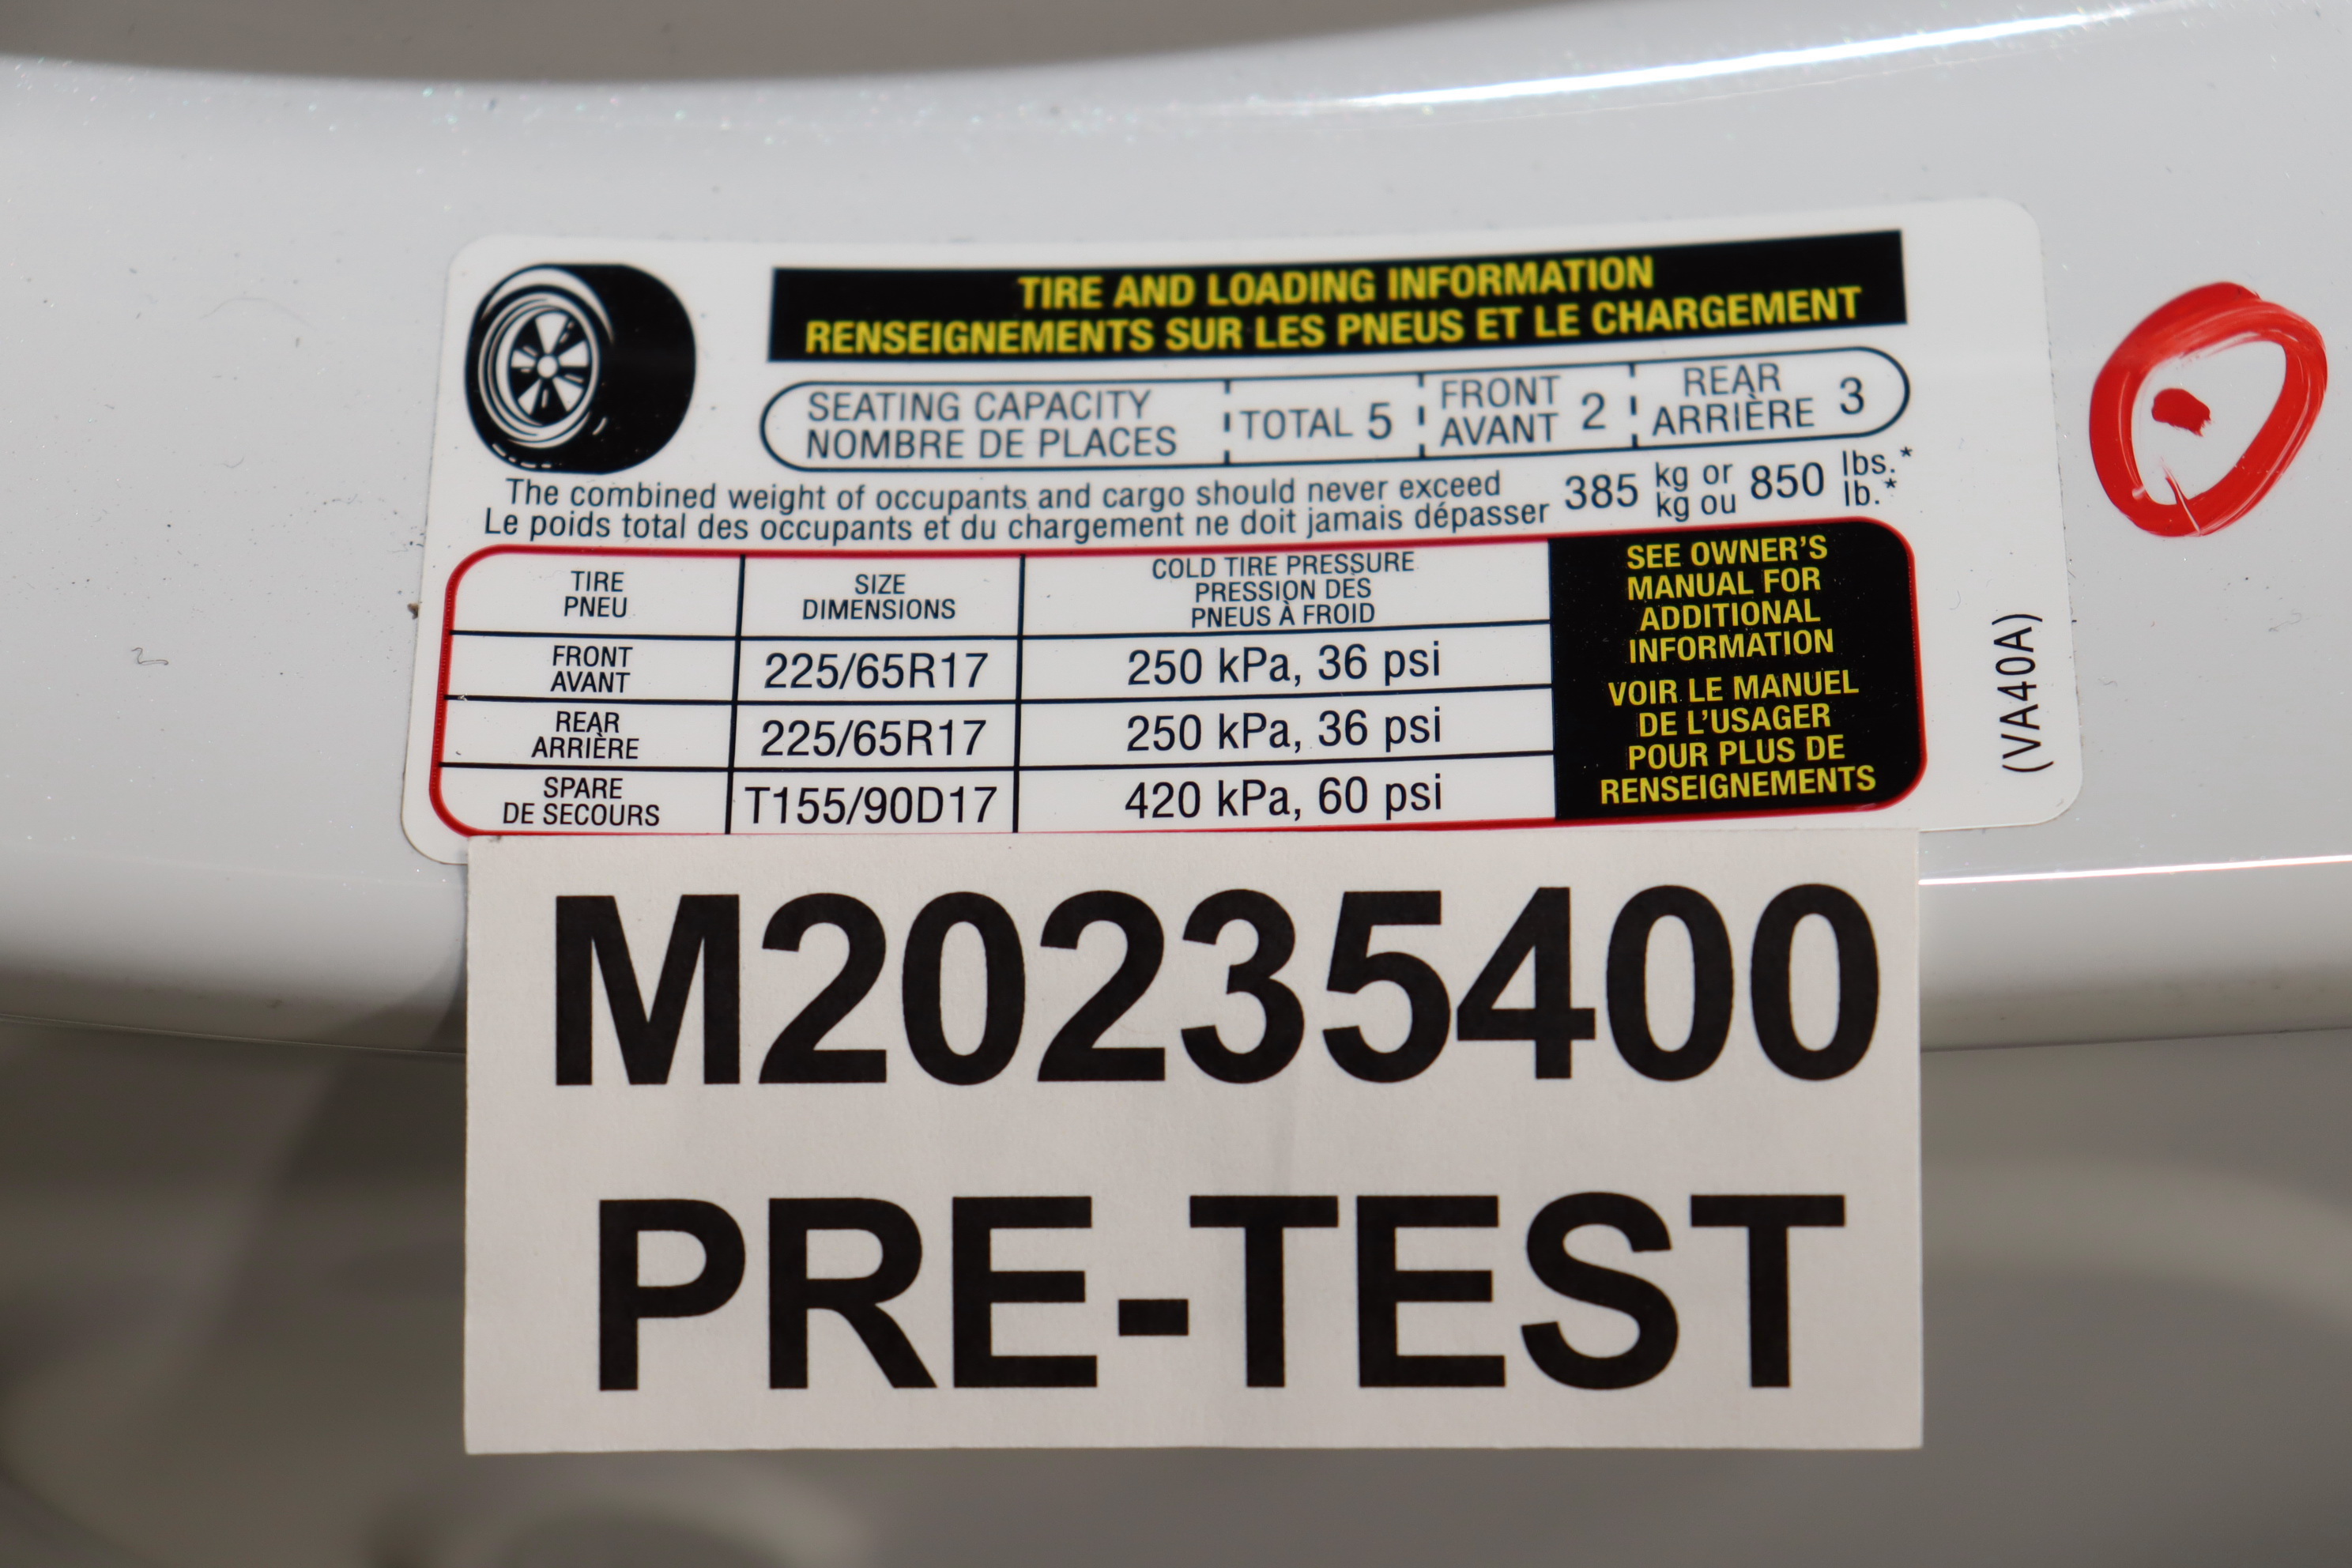 TIRE AND LOADING INFORMATION
RENSEIGNEMENTS SUR LES PNEUS ET LE CHARGEMENT
SEATING CAPACITY
NOMBRE DE PLACES
TOTAL 5
FRONT
AVANT 2
REAR
ARRIÈRE 3
The combined weight of occupants and cargo should never exceed
Le poids total des occupants et du chargement ne doit jamais dépasser
385 kg or 850 lbs.*
kg ou lb.*
TIRE
PNEU
SIZE
DIMENSIONS
COLD TIRE PRESSURE
PRESSION DES
PNEUS À FROID
FRONT
AVANT
225/65R17
250 kPa, 36 psi
REAR
ARRIÈRE
225/65R17
250 kPa, 36 psi
SPARE
DE SECOURS
T155/90D17
420 kPa, 60 psi
SEE OWNER'S
MANUAL FOR
ADDITIONAL
INFORMATION
VOIR LE MANUEL
DE L'USAGER
POUR PLUS DE
RENSEIGNEMENTS
(VA40A)
M20235400
PRE-TEST